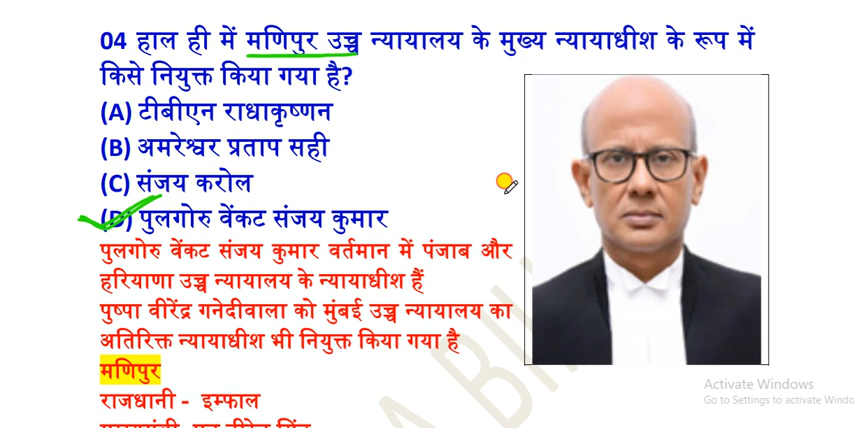 04 हाल ही में मणिपुर उच्च न्यायालय के मुख्य न्यायाधीश के रूप में
किसे नियुक्त किया गया है?
(A) टीबीएन राधाकृष्णन
(B) अमरेश्वर प्रताप सही
(C) संजय करोल
(D) पुलगोरु वेंकट संजय कुमार
पुलगोरु वेंकट संजय कुमार वर्तमान में पंजाब और
हरियाणा उच्च न्यायालय के न्यायाधीश हैं
पुष्पा वीरेंद्र गनेदीवाला को मुंबई उच्च न्यायालय का
अतिरिक्त न्यायाधीश भी नियुक्त किया गया है
मणिपुर
राजधानी - इम्फाल
Activate Windows
Go to Settings to activate Windo